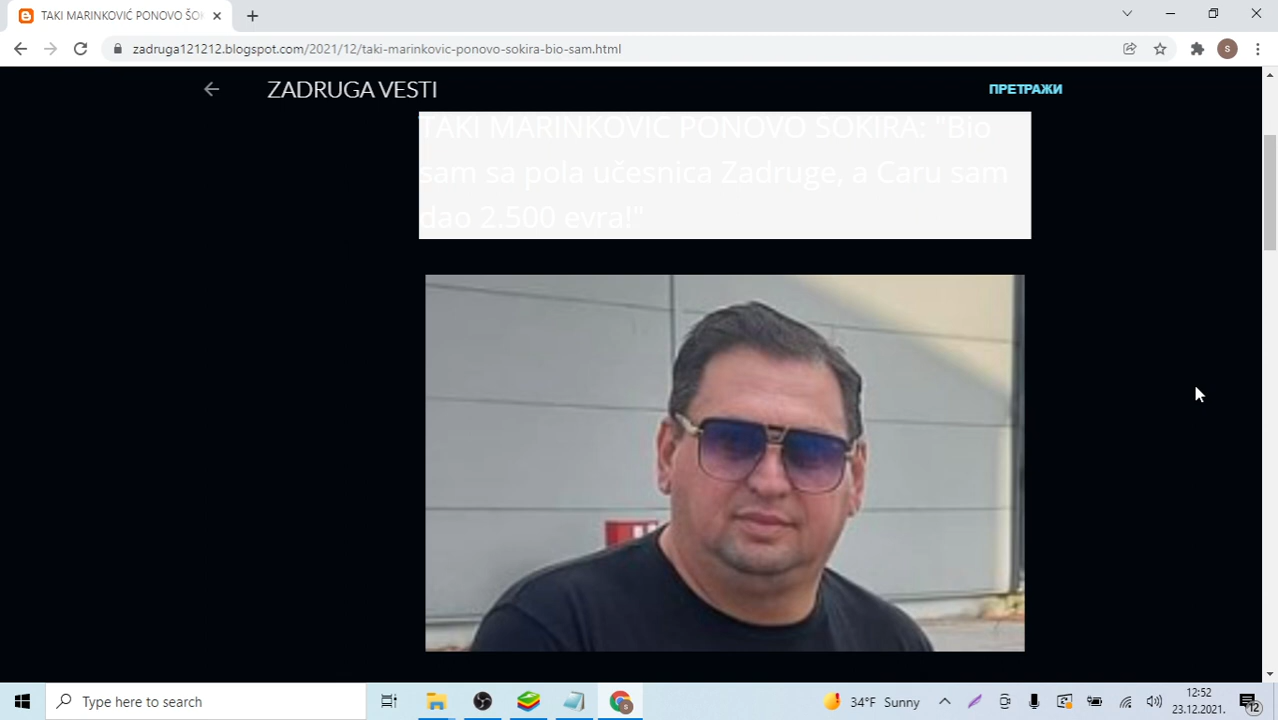 TAKI MARINKOVIĆ PONOVO ŠO
zadruga121212.blogspot.com/2021/12/taki-marinkovic-ponovo-sokira-bio-sam.html
S
ZADRUGA VESTI
ПРЕТРАЖИ
TAKI MARINKOVIĆ PONOVO ŠOKIRA: "Bio
sam sa pola učesnica Zadruge, a Caru sam
dao 2.500 evra!"
Type here to search
S
34°F Sunny
12:52
23.12.2021.
12